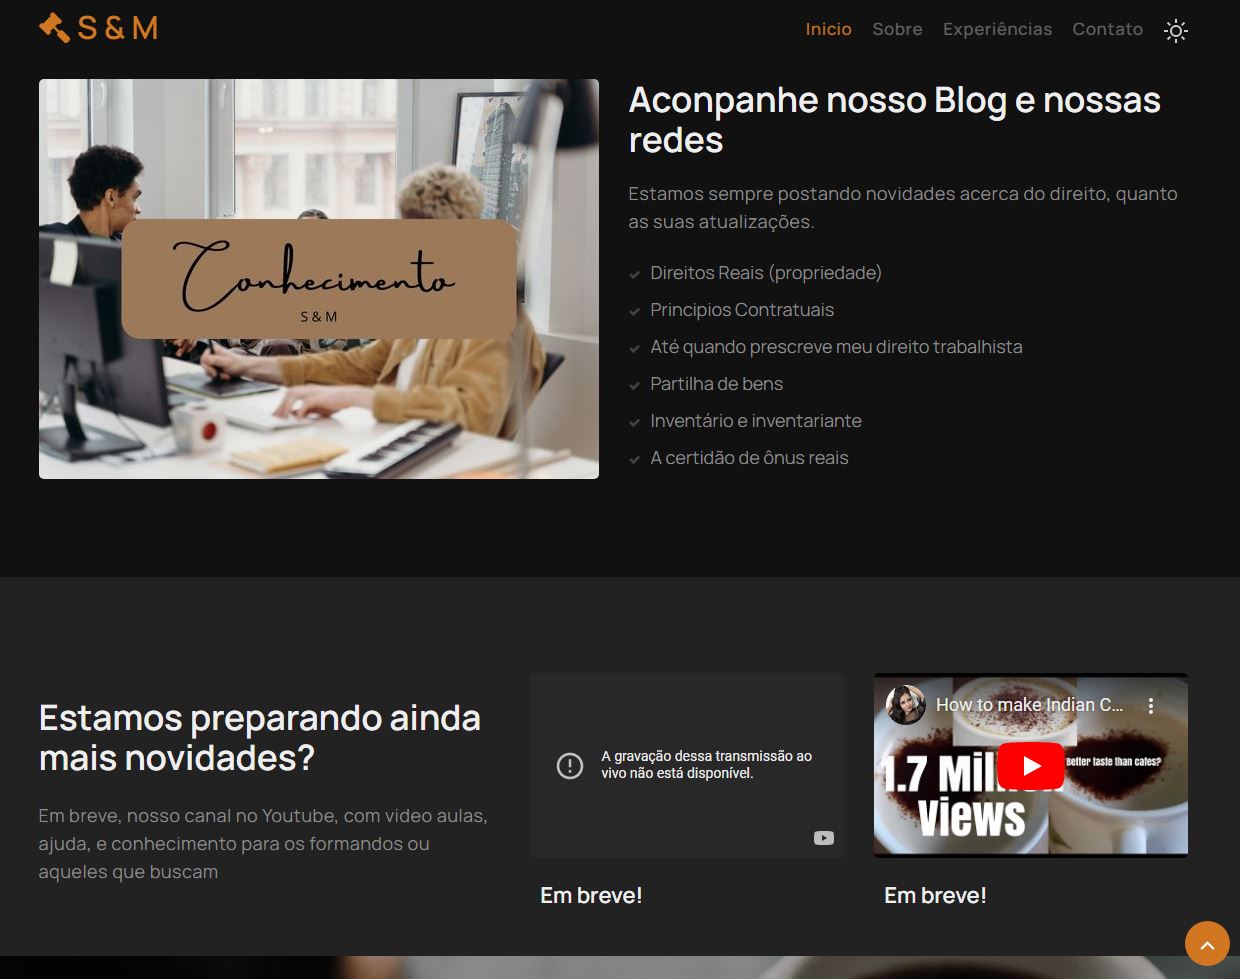 S & M
Inicio Sobre Experiências Contato
Aconpanhe nosso Blog e nossas
redes
Estamos sempre postando novidades acerca do direito, quanto
as suas atualizações.
Conhecimento
S & M
Direitos Reais (propriedade)
Principios Contratuais
Até quando prescreve meu direito trabalhista
Partilha de bens
Inventário e inventariante
A certidão de ônus reais
Estamos preparando ainda
mais novidades?
Em breve, nosso canal no Youtube, com video aulas,
ajuda, e conhecimento para os formandos ou
aqueles que buscam
A gravação dessa transmissão ao
vivo não está disponível.
Em breve!
How to make Indian C...
Better taste than cafes?
Views
Em breve!